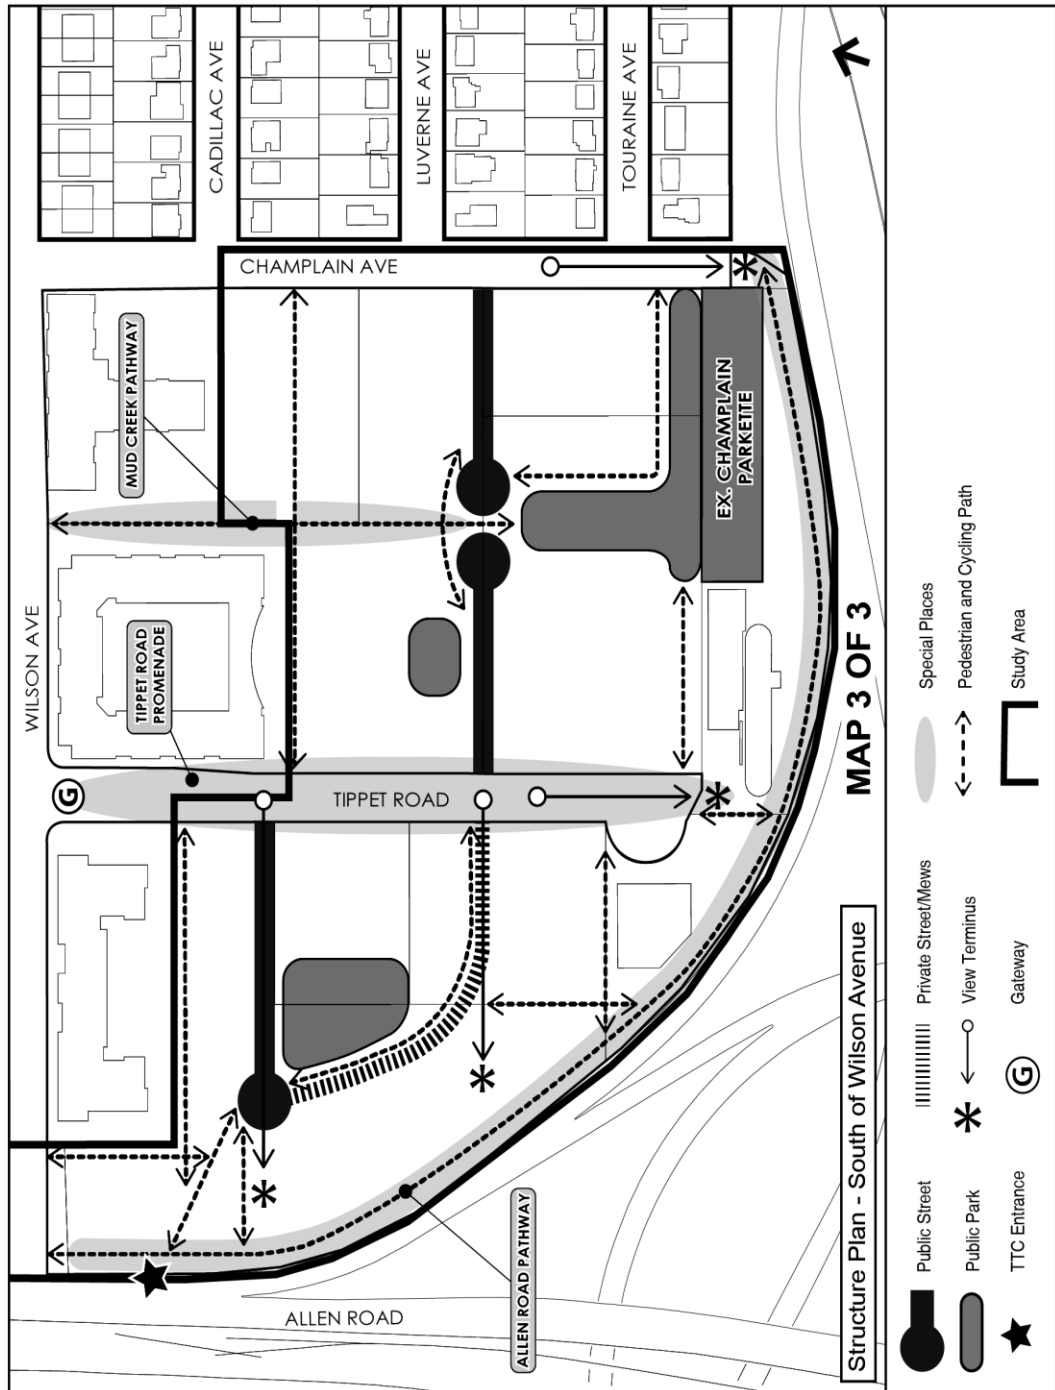 WILSON AVE
CADILLAC AVE
LUVERNE AVE
TOURAINE AVE
CHAMPLAIN AVE
MUD CREEK PATHWAY
TIPPET ROAD
PROMENADE
G
TIPPET ROAD
EX. CHAMPLAIN
PARKETTE
ALLEN ROAD
ALLEN ROAD PATHWAY
MAP 3 OF 3
Structure Plan - South of Wilson Avenue
Public Street
Private Street/Mews
Special Places
Public Park
View Terminus
Pedestrian and Cycling Path
TTC Entrance
G
Gateway
Study Area